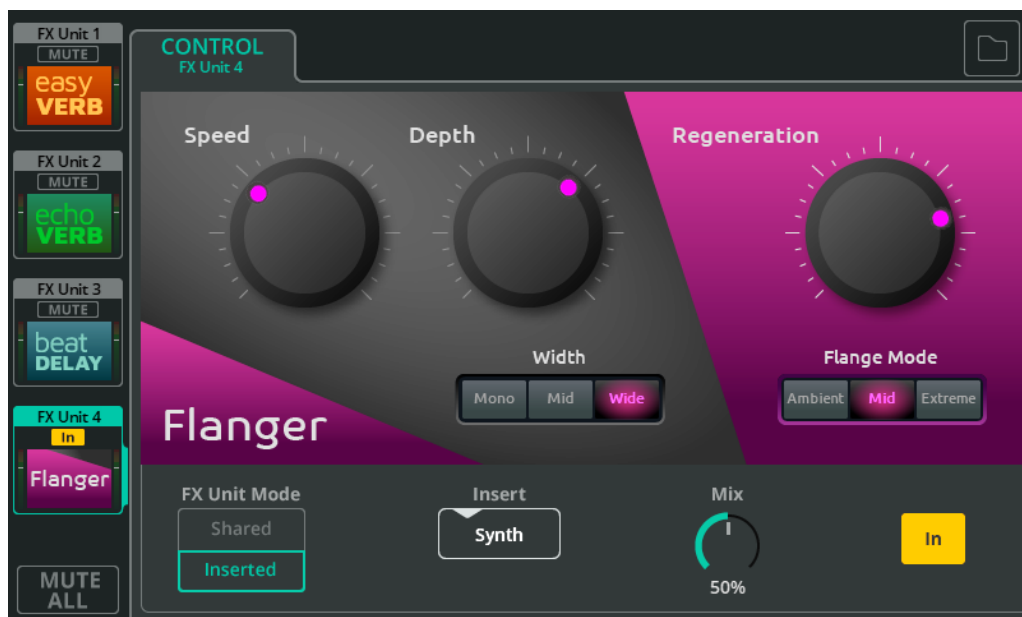 FX Unit 1
MUTE
easy
VERB
FX Unit 2
MUTE
echo
VERB
FX Unit 3
MUTE
beat
DELAY
FX Unit 4
In
Flanger
MUTE
ALL
CONTROL
FX Unit 4
Speed
Depth
Regeneration
Width
Mono Mid Wide
Flange Mode
Ambient Mid Extreme
Flanger
FX Unit Mode
Shared
Inserted
Insert
Synth
Mix
50%
In